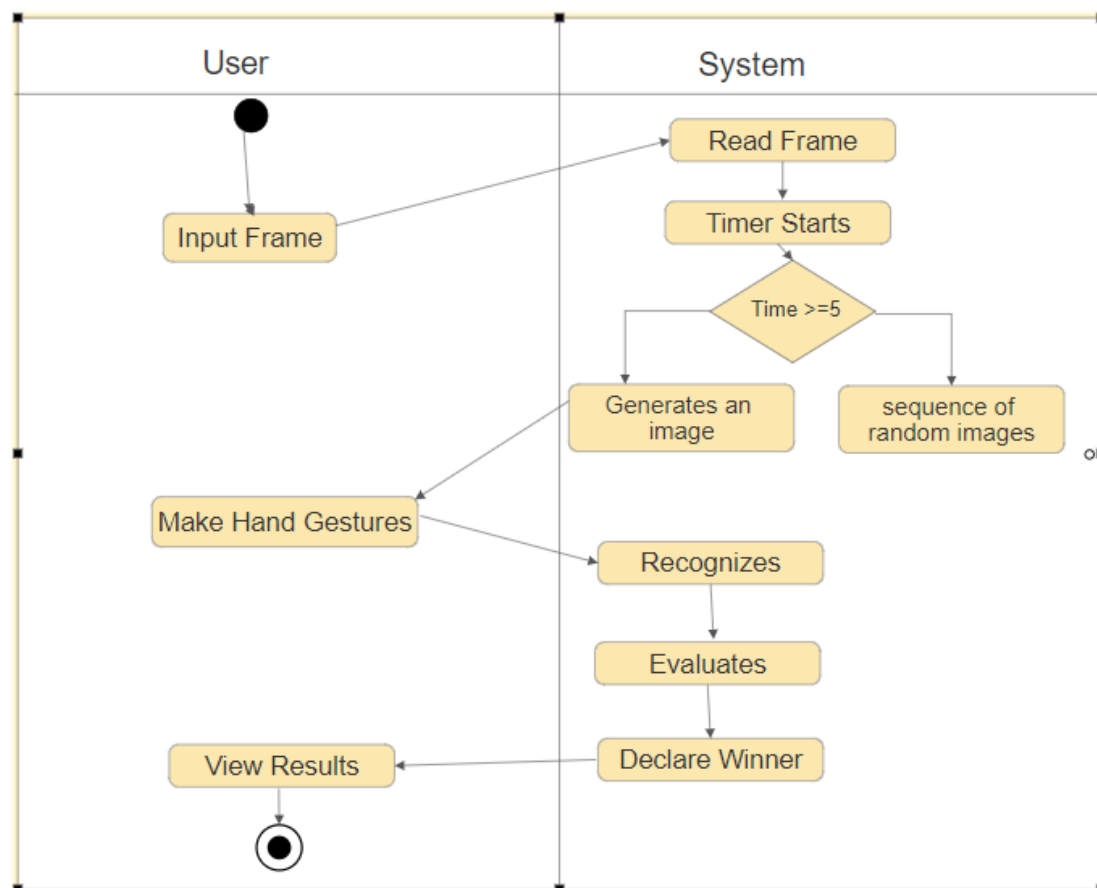 User
System
Read Frame
Input Frame
Timer Starts
Time >=5
Generates an
image
sequence of
random images
Make Hand Gestures
Recognizes
Evaluates
View Results
Declare Winner